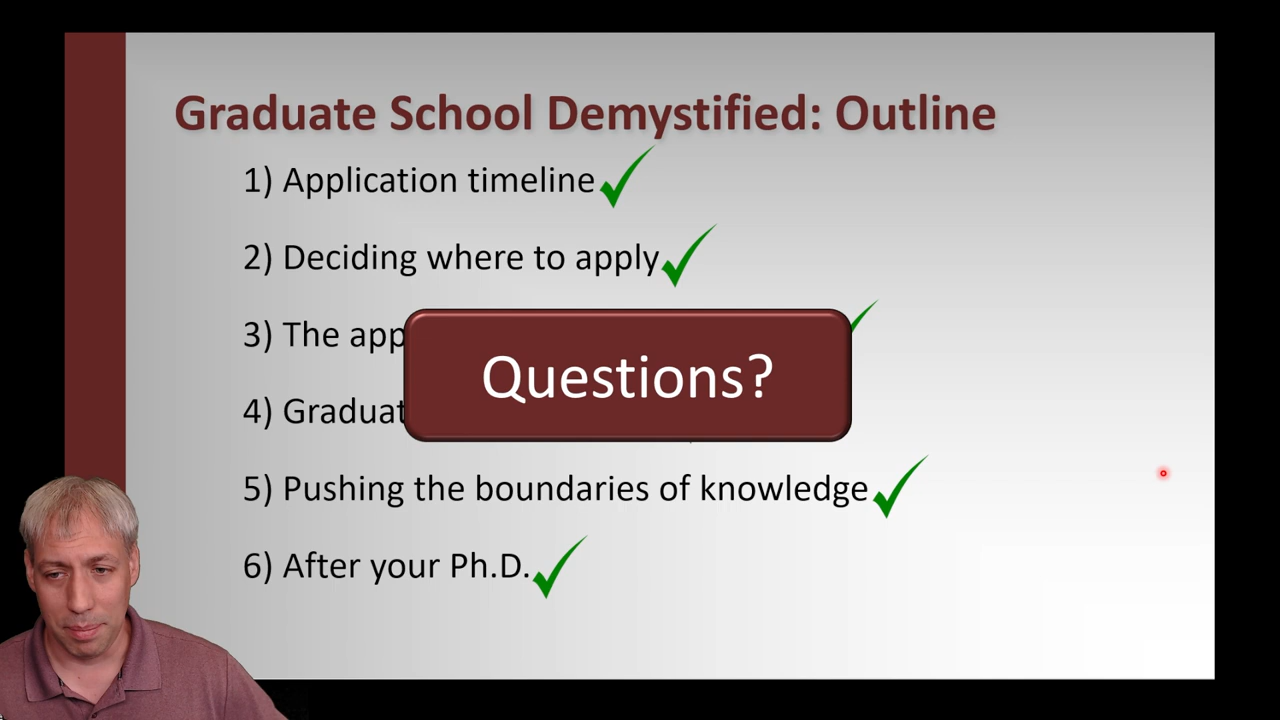 Graduate School Demystified: Outline
1) Application timeline
2) Deciding where to apply
3) The app
Questions?
4) Graduat
5) Pushing the boundaries of knowledge
6) After your Ph.D.